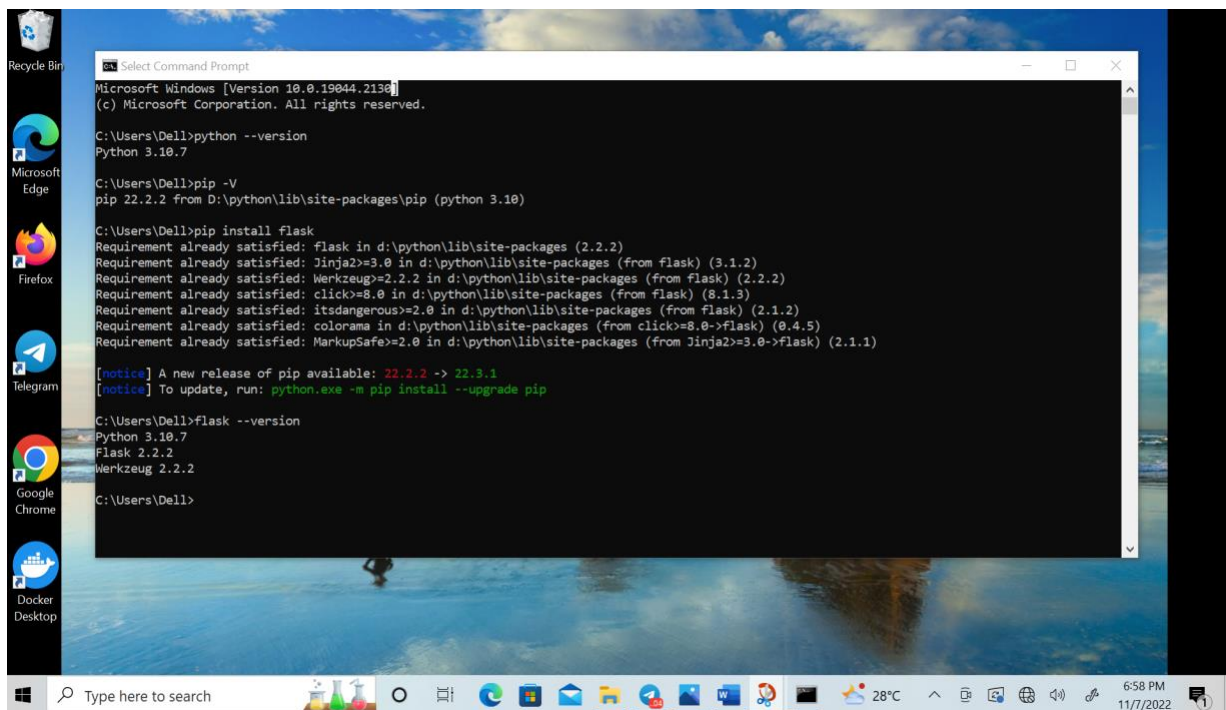 Recycle Bin
Microsoft
Edge
Firefox
Telegram
Google
Chrome
Docker
Desktop
Select Command Prompt
Microsoft Windows [Version 10.0.19044.2130]
(c) Microsoft Corporation. All rights reserved.
C:\Users\Dell>python --version
Python 3.10.7
C:\Users\Dell>pip -V
pip 22.2.2 from D:\python\lib\site-packages\pip (python 3.10)
C:\Users\Dell>pip install flask
Requirement already satisfied: flask in d:\python\lib\site-packages (2.2.2)
Requirement already satisfied: Jinja2>=3.0 in d:\python\lib\site-packages (from flask) (3.1.2)
Requirement already satisfied: Werkzeug>=2.2.2 in d:\python\lib\site-packages (from flask) (2.2.2)
Requirement already satisfied: click>=8.0 in d:\python\lib\site-packages (from flask) (8.1.3)
Requirement already satisfied: itsdangerous>=2.0 in d:\python\lib\site-packages (from flask) (2.1.2)
Requirement already satisfied: colorama in d:\python\lib\site-packages (from click>=8.0->flask) (0.4.5)
Requirement already satisfied: MarkupSafe>=2.0 in d:\python\lib\site-packages (from Jinja2>=3.0->flask) (2.1.1)
[notice] A new release of pip available: 22.2.2 -> 22.3.1
[notice] To update, run: python.exe -m pip install --upgrade pip
C:\Users\Dell>flask --version
Python 3.10.7
Flask 2.2.2
Werkzeug 2.2.2
C:\Users\Dell>
Type here to search
28°C
6:58 PM
11/7/2022